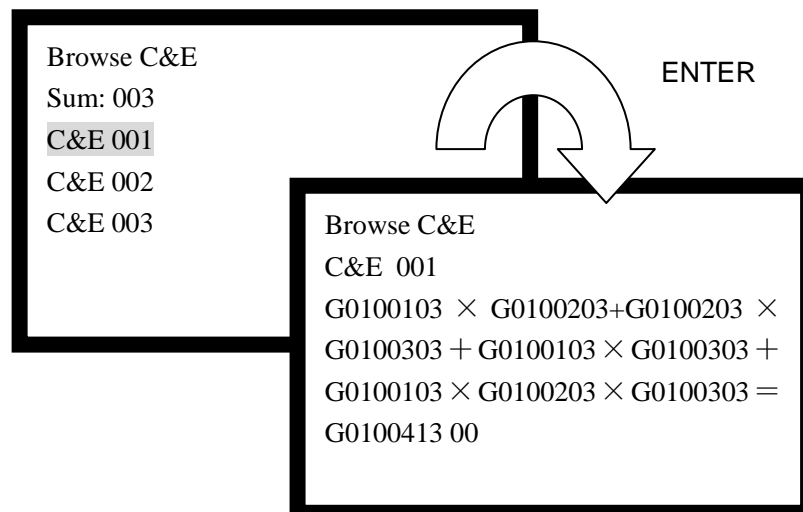 Browse C&E
Sum: 003
C&E 001
C&E 002
C&E 003
ENTER
Browse C&E
C&E 001
G0100103 × G0100203+G0100203 ×
G0100303＋G0100103×G0100303＋
G0100103×G0100203×G0100303＝
G0100413 00